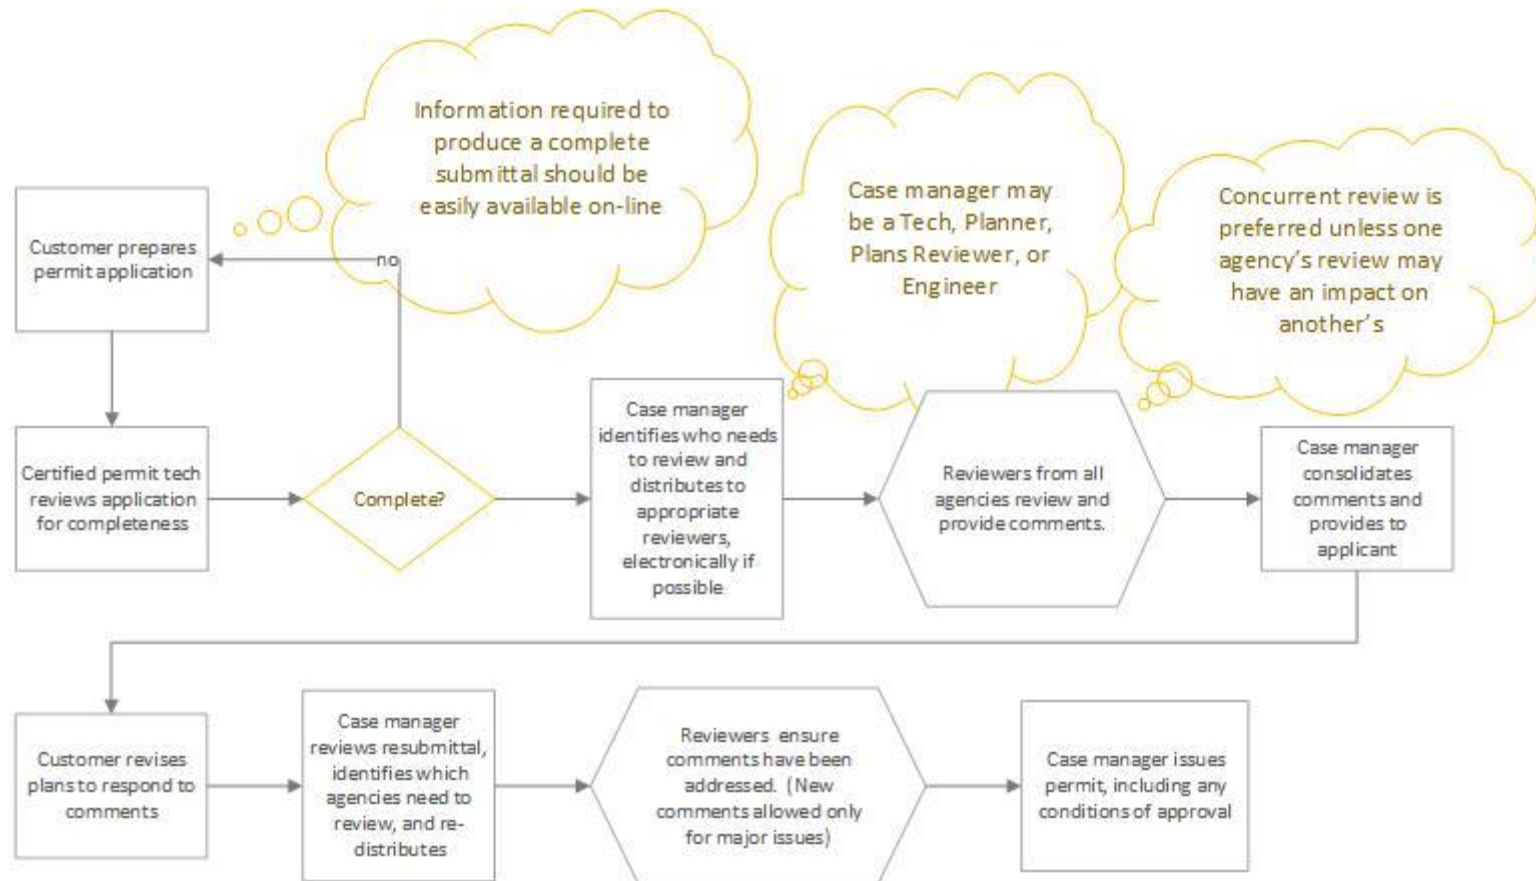 Information required to
produce a complete
submittal should be
easily available on-line
Case manager may
be a Tech, Planner,
Plans Reviewer, or
Engineer
Concurrent review is
preferred unless one
agency's review may
have an impact on
another's
Customer prepares
permit application
no
Certified permit tech
reviews application
for completeness
Complete?
Case manager
identifies who needs
to review and
distributes to
appropriate
reviewers,
electronically if
possible
Reviewers from all
agencies review and
provide comments.
Case manager
consolidates
comments and
provides to
applicant
Customer revises
plans to respond to
comments
Case manager
reviews resubmittal,
identifies which
agencies need to
review, and re-
distributes
Reviewers ensure
comments have been
addressed. (New
comments allowed only
for major issues)
Case manager issues
permit, including any
conditions of approval